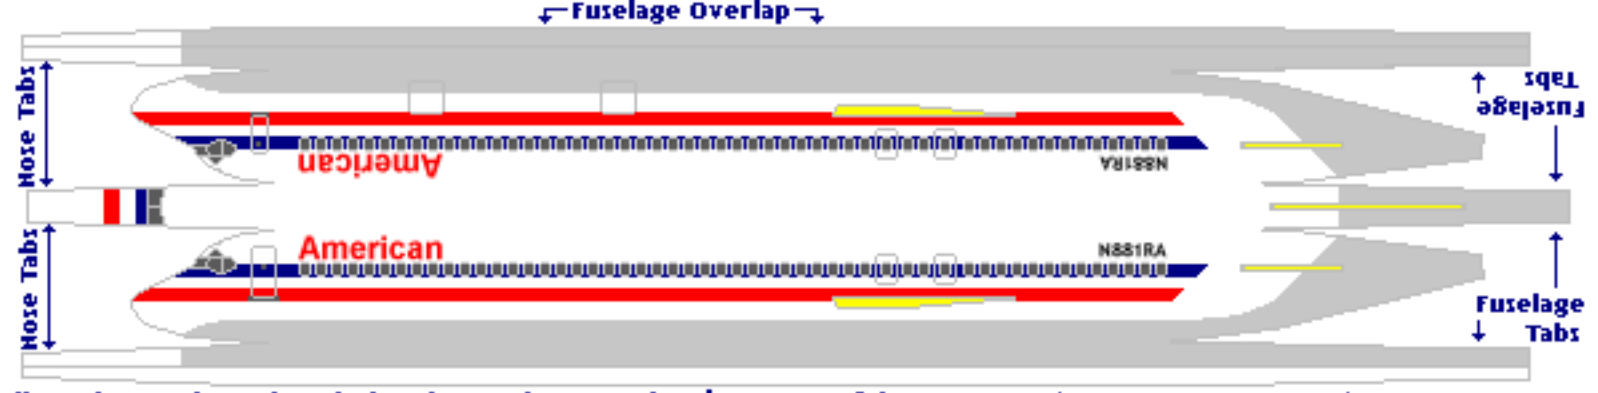 Fuselage Overlap
Nose Tabs
Fuselage
Tabs
American
N881RA
Nose Tabs
American
N881RA
Fuselage
Tabs